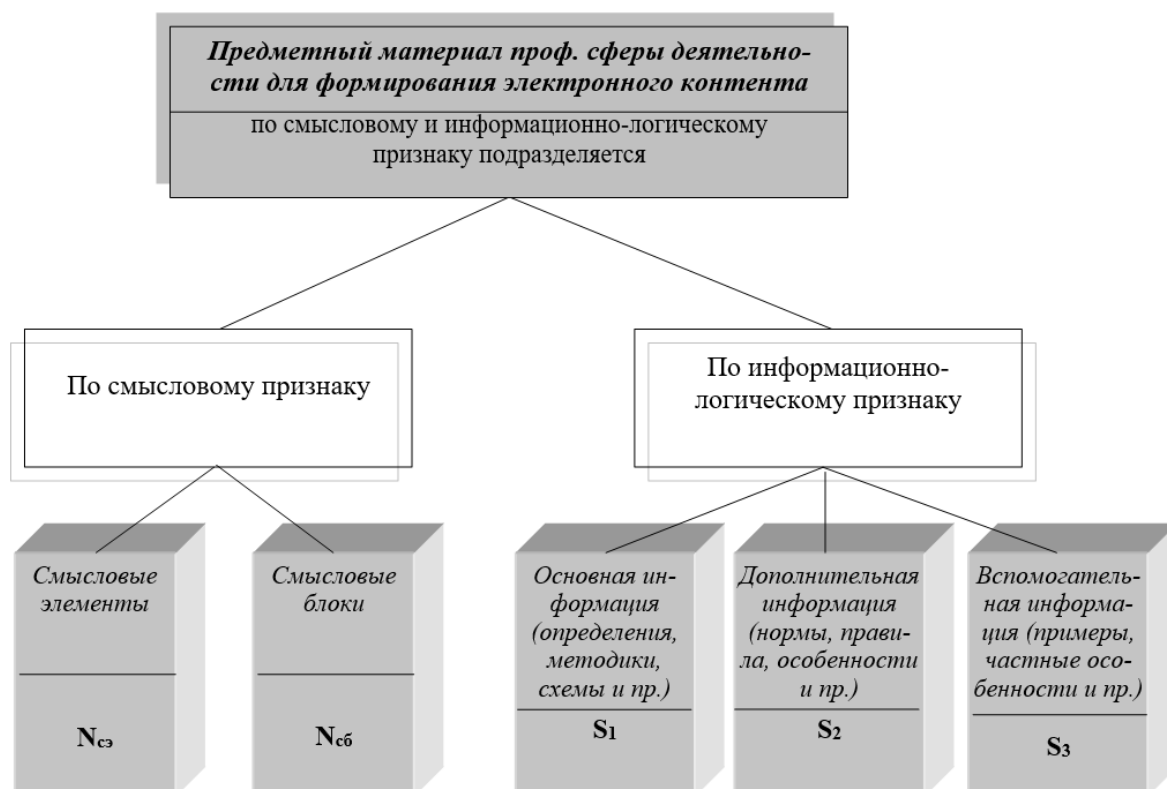 Предметный материал проф. сферы деятельно-
сти для формирования электронного контента
по смысловому и информационно-логическому
признаку подразделяется
По смысловому признаку
По информационно-
логическому признаку
Смысловые
элементы
Nсэ
Смысловые
блоки
Nсб
Основная ин-
формация
(определения,
методики,
схемы и пр.)
S1
Дополнительная
информация
(нормы, прави-
ла, особенности
и пр.)
S2
Вспомогатель-
ная информа-
ция (примеры,
частные осо-
бенности и пр.)
S3